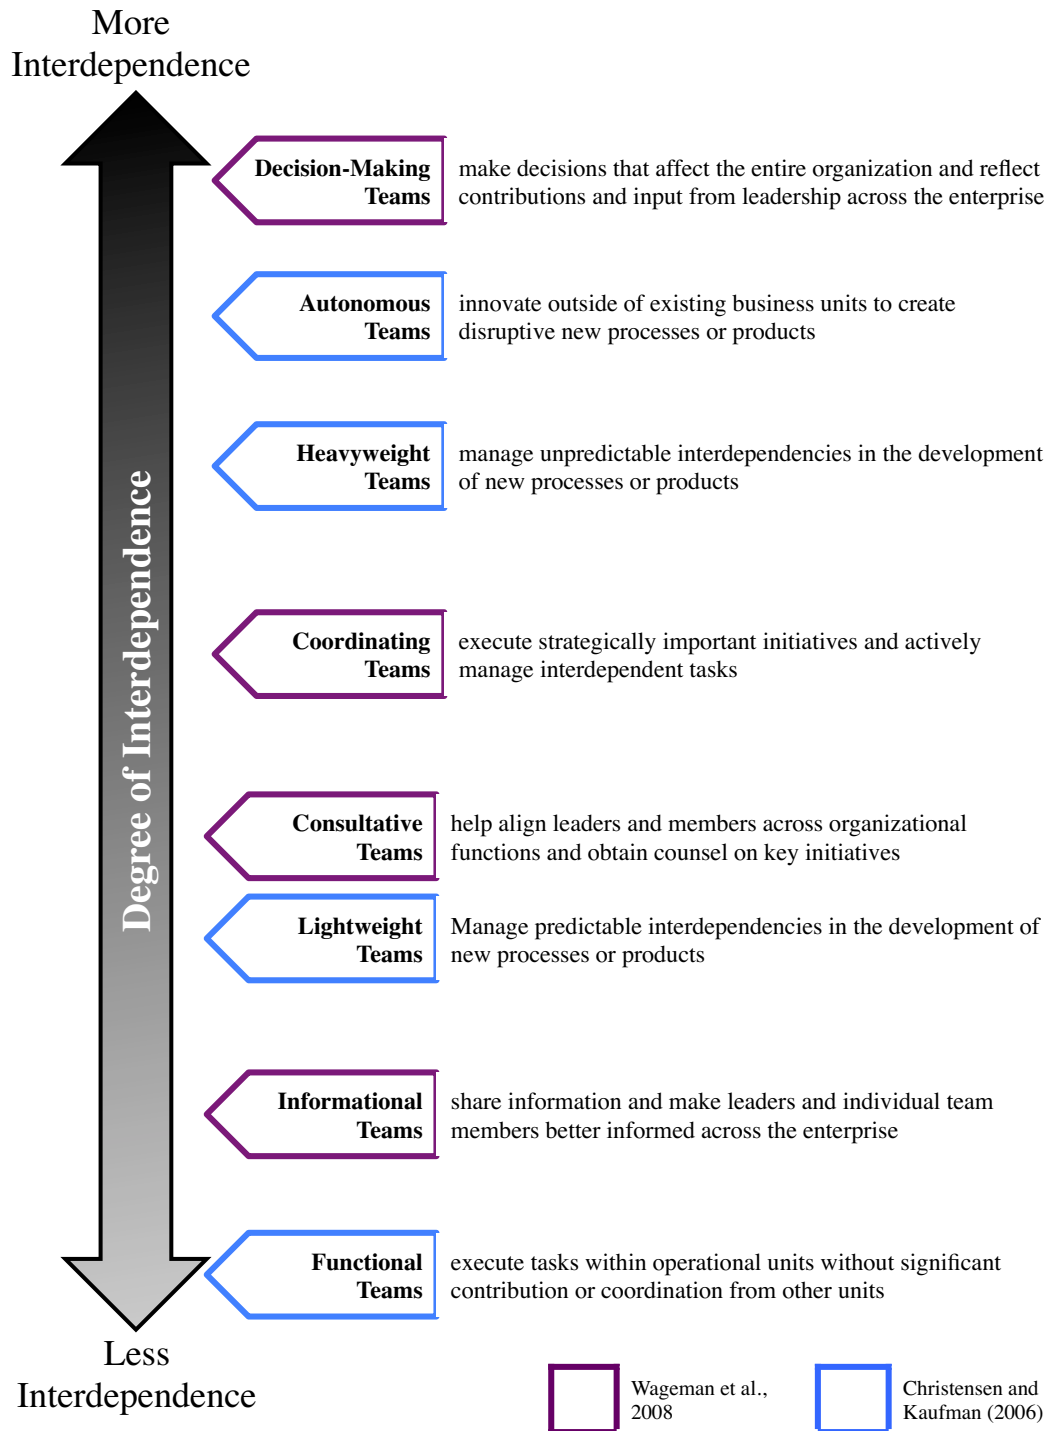 More
Interdependence
Decision-Making
Teams
make decisions that affect the entire organization and reflect
contributions and input from leadership across the enterprise
Autonomous
Teams
innovate outside of existing business units to create
disruptive new processes or products
Heavyweight
Teams
manage unpredictable interdependencies in the development
of new processes or products
Degree of Interdependence
Coordinating
Teams
execute strategically important initiatives and actively
manage interdependent tasks
Consultative
Teams
help align leaders and members across organizational
functions and obtain counsel on key initiatives
Lightweight
Teams
Manage predictable interdependencies in the development of
new processes or products
Informational
Teams
share information and make leaders and individual team
members better informed across the enterprise
Functional
Teams
execute tasks within operational units without significant
contribution or coordination from other units
Less
Interdependence
Wageman et al.,
2008
Christensen and
Kaufman (2006)